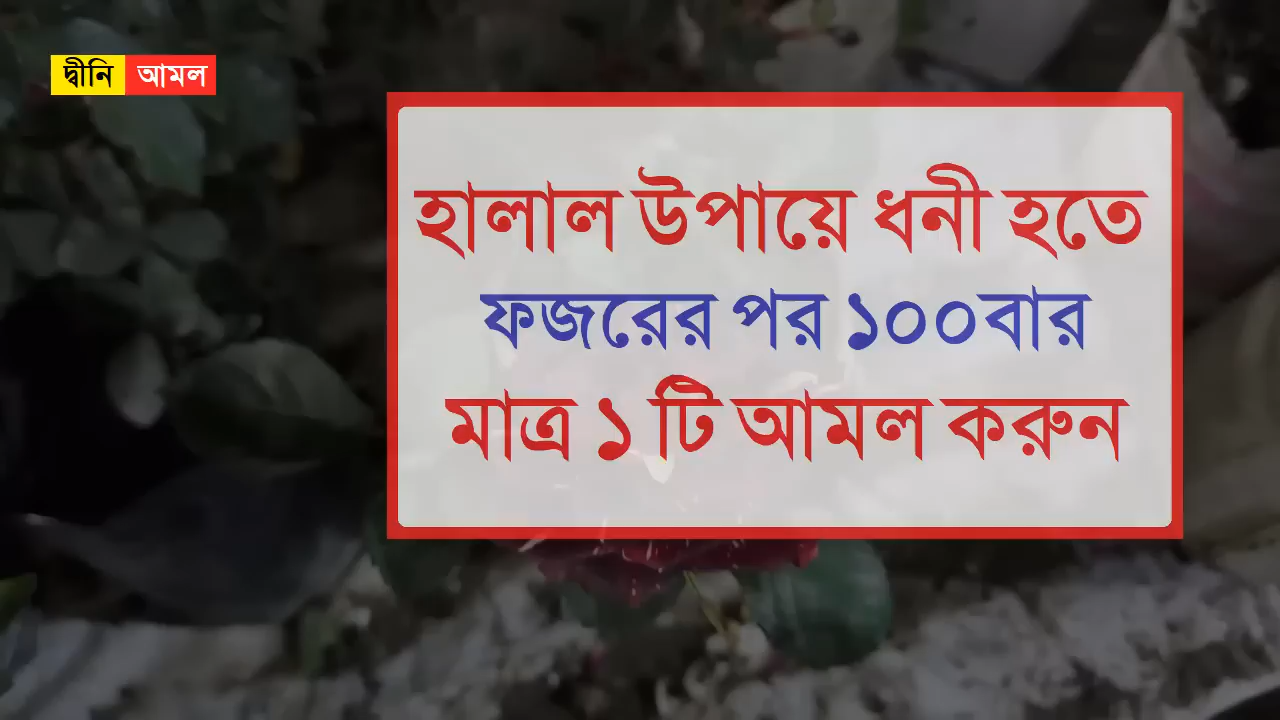 দ্বীনি আমল
হালাল উপায়ে ধনী হতে
ফজরের পর ১০০বার
মাত্র ১ টি আমল করুন